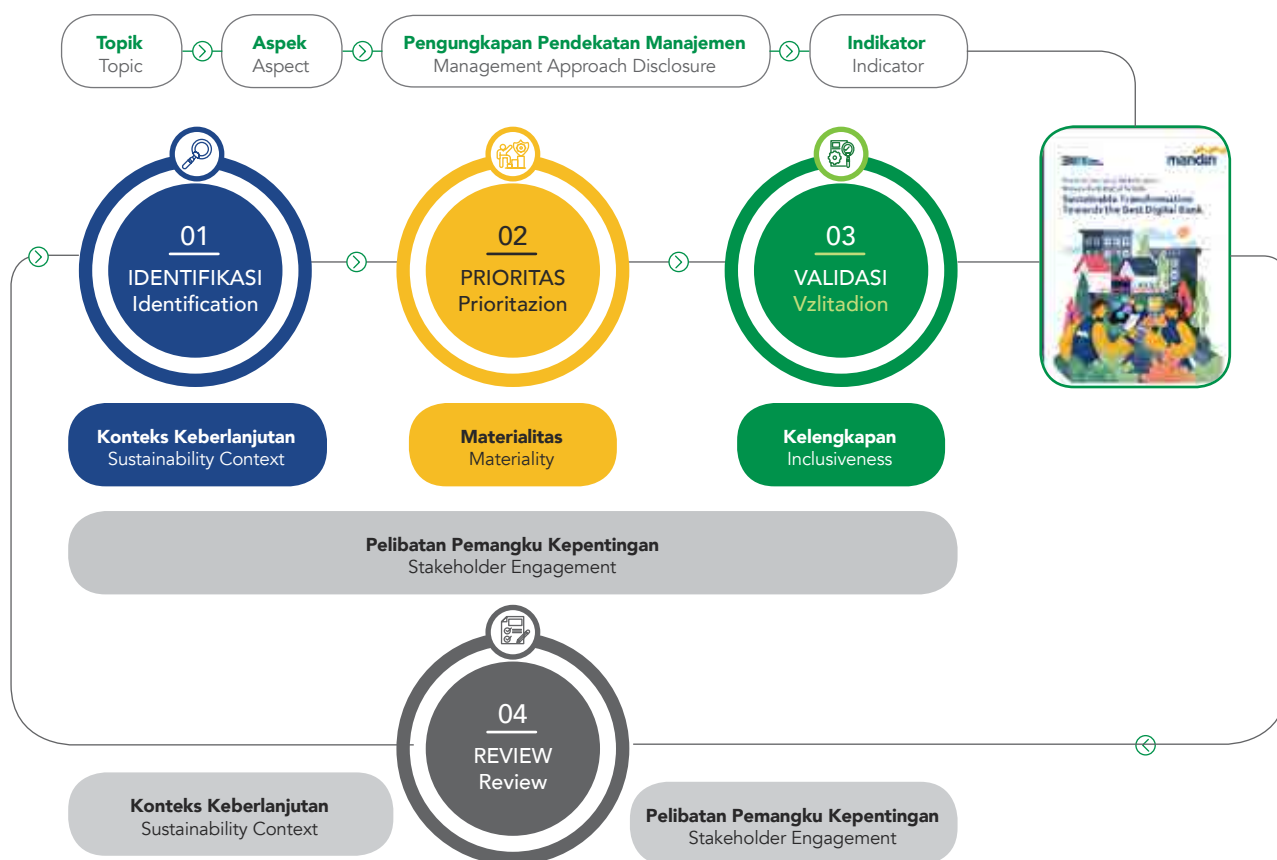 Topik
Topic
Aspek
Aspect
Pengungkapan Pendekatan Manajemen
Management Approach Disclosure
Indikator
Indicator
mandiri
Sustainable Transformation
Towards the Best Digital Bank
01
IDENTIFIKASI
Identification
02
PRIORITAS
Prioritazion
03
VALIDASI
Vzlitadion
Konteks Keberlanjutan
Sustainability Context
Materialitas
Materiality
Kelengkapan
Inclusiveness
Pelibatan Pemangku Kepentingan
Stakeholder Engagement
04
REVIEW
Review
Konteks Keberlanjutan
Sustainability Context
Pelibatan Pemangku Kepentingan
Stakeholder Engagement